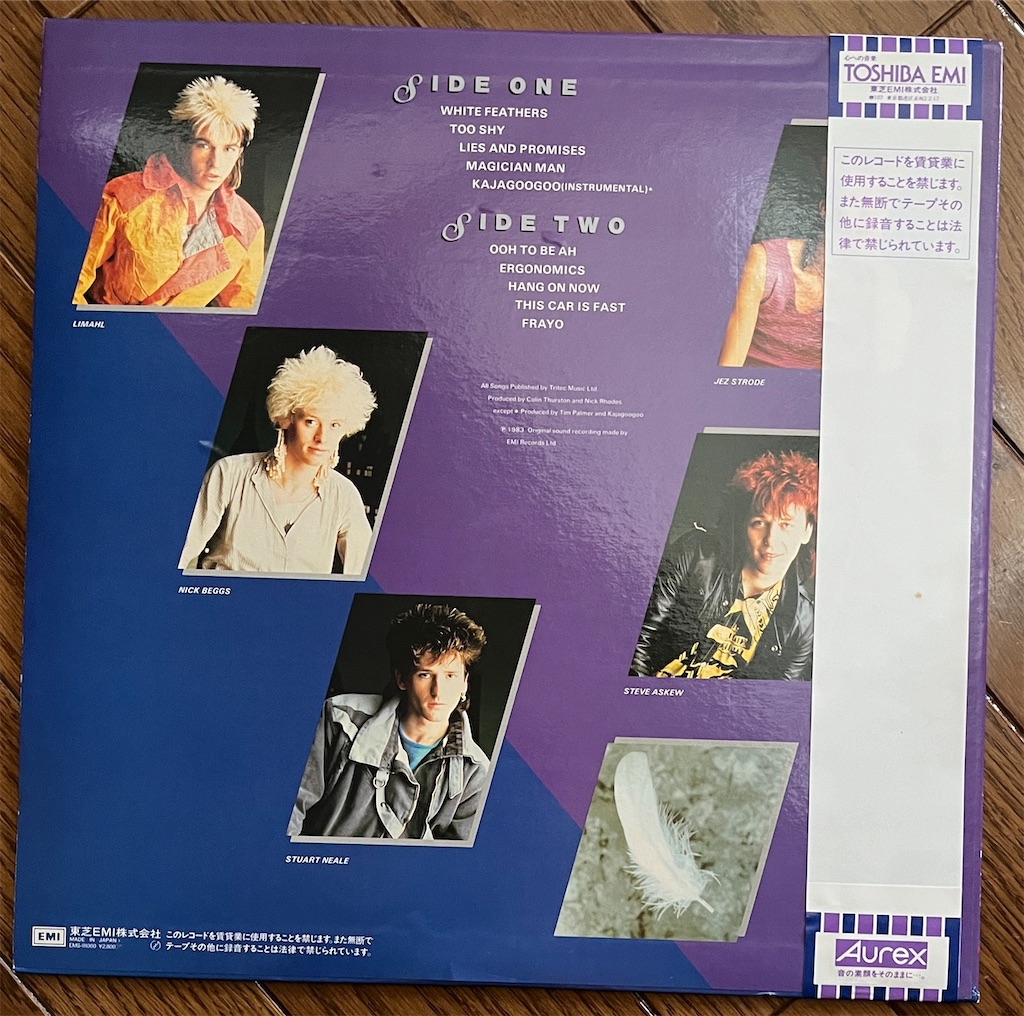 SIDE ONE
WHITE FEATHERS
TOO SHY
LIES AND PROMISES
MAGICIAN MAN
KAJAGOOGOO(INSTRUMENTAL)*
SIDE TWO
OOH TO BE AH
ERGONOMICS
HANG ON NOW
THIS CAR IS FAST
FRAYO
All Songs Published by Tritec Music Ltd.
Produced by Colin Thurston and Nick Rhodes
except * Produced by Tim Palmer and Kajagoogoo
℗ 1983 Original sound recording made by
EMI Records Ltd
LIMAHL
NICK BEGGS
STUART NEALE
JEZ STRODE
STEVE ASKEW
EMI
東芝EMI株式会社
MADE IN JAPAN
¥2,800
このレコードを賃貸業に使用することを禁じます。また無断で
テープその他に録音することは法律で禁じられています。
心への音楽
TOSHIBA EMI
東芝EMI株式会社
このレコードを賃貸業に
使用することを禁じます。
また無断でテープその
他に録音することは法
律で禁じられています。
Aurex
音の素顔をそのままに…。